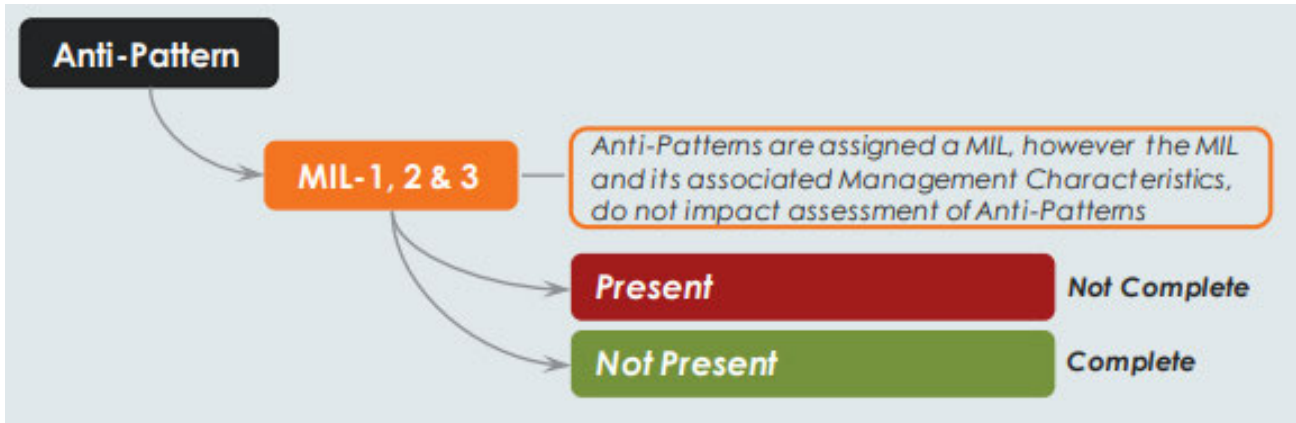 Anti-Pattern
MIL-1, 2 & 3
Anti-Patterns are assigned a MIL, however the MIL
and its associated Management Characteristics,
do not impact assessment of Anti-Patterns
Present
Not Complete
Not Present
Complete